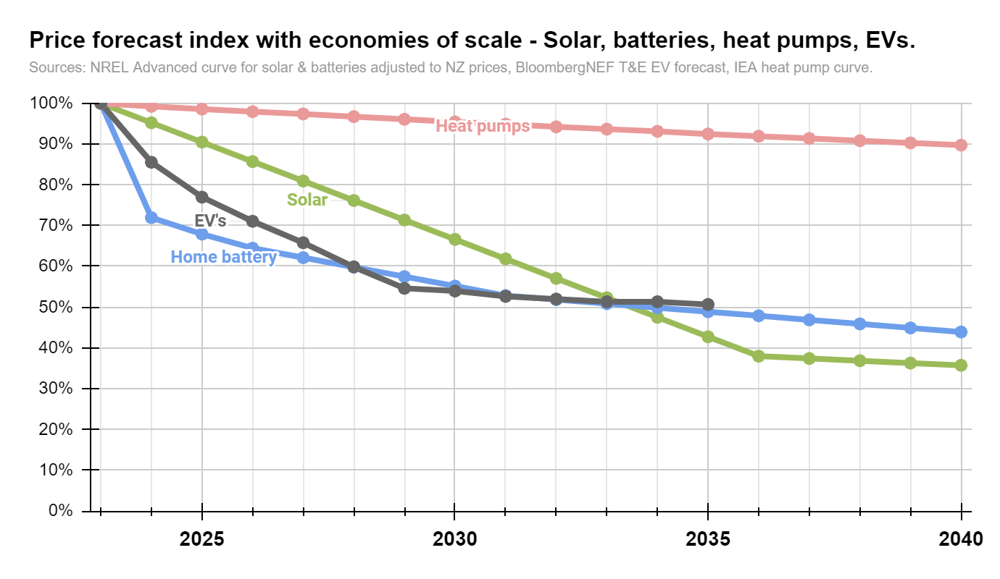 Price forecast index with economies of scale - Solar, batteries, heat pumps, EVs.
Sources: NREL Advanced curve for solar & batteries adjusted to NZ prices, BloombergNEF T&E EV forecast, IEA heat pump curve.
100%
90%
80%
70%
60%
50%
40%
30%
20%
10%
0%
Heat pumps
Solar
EV's
Home battery
2025
2030
2035
2040